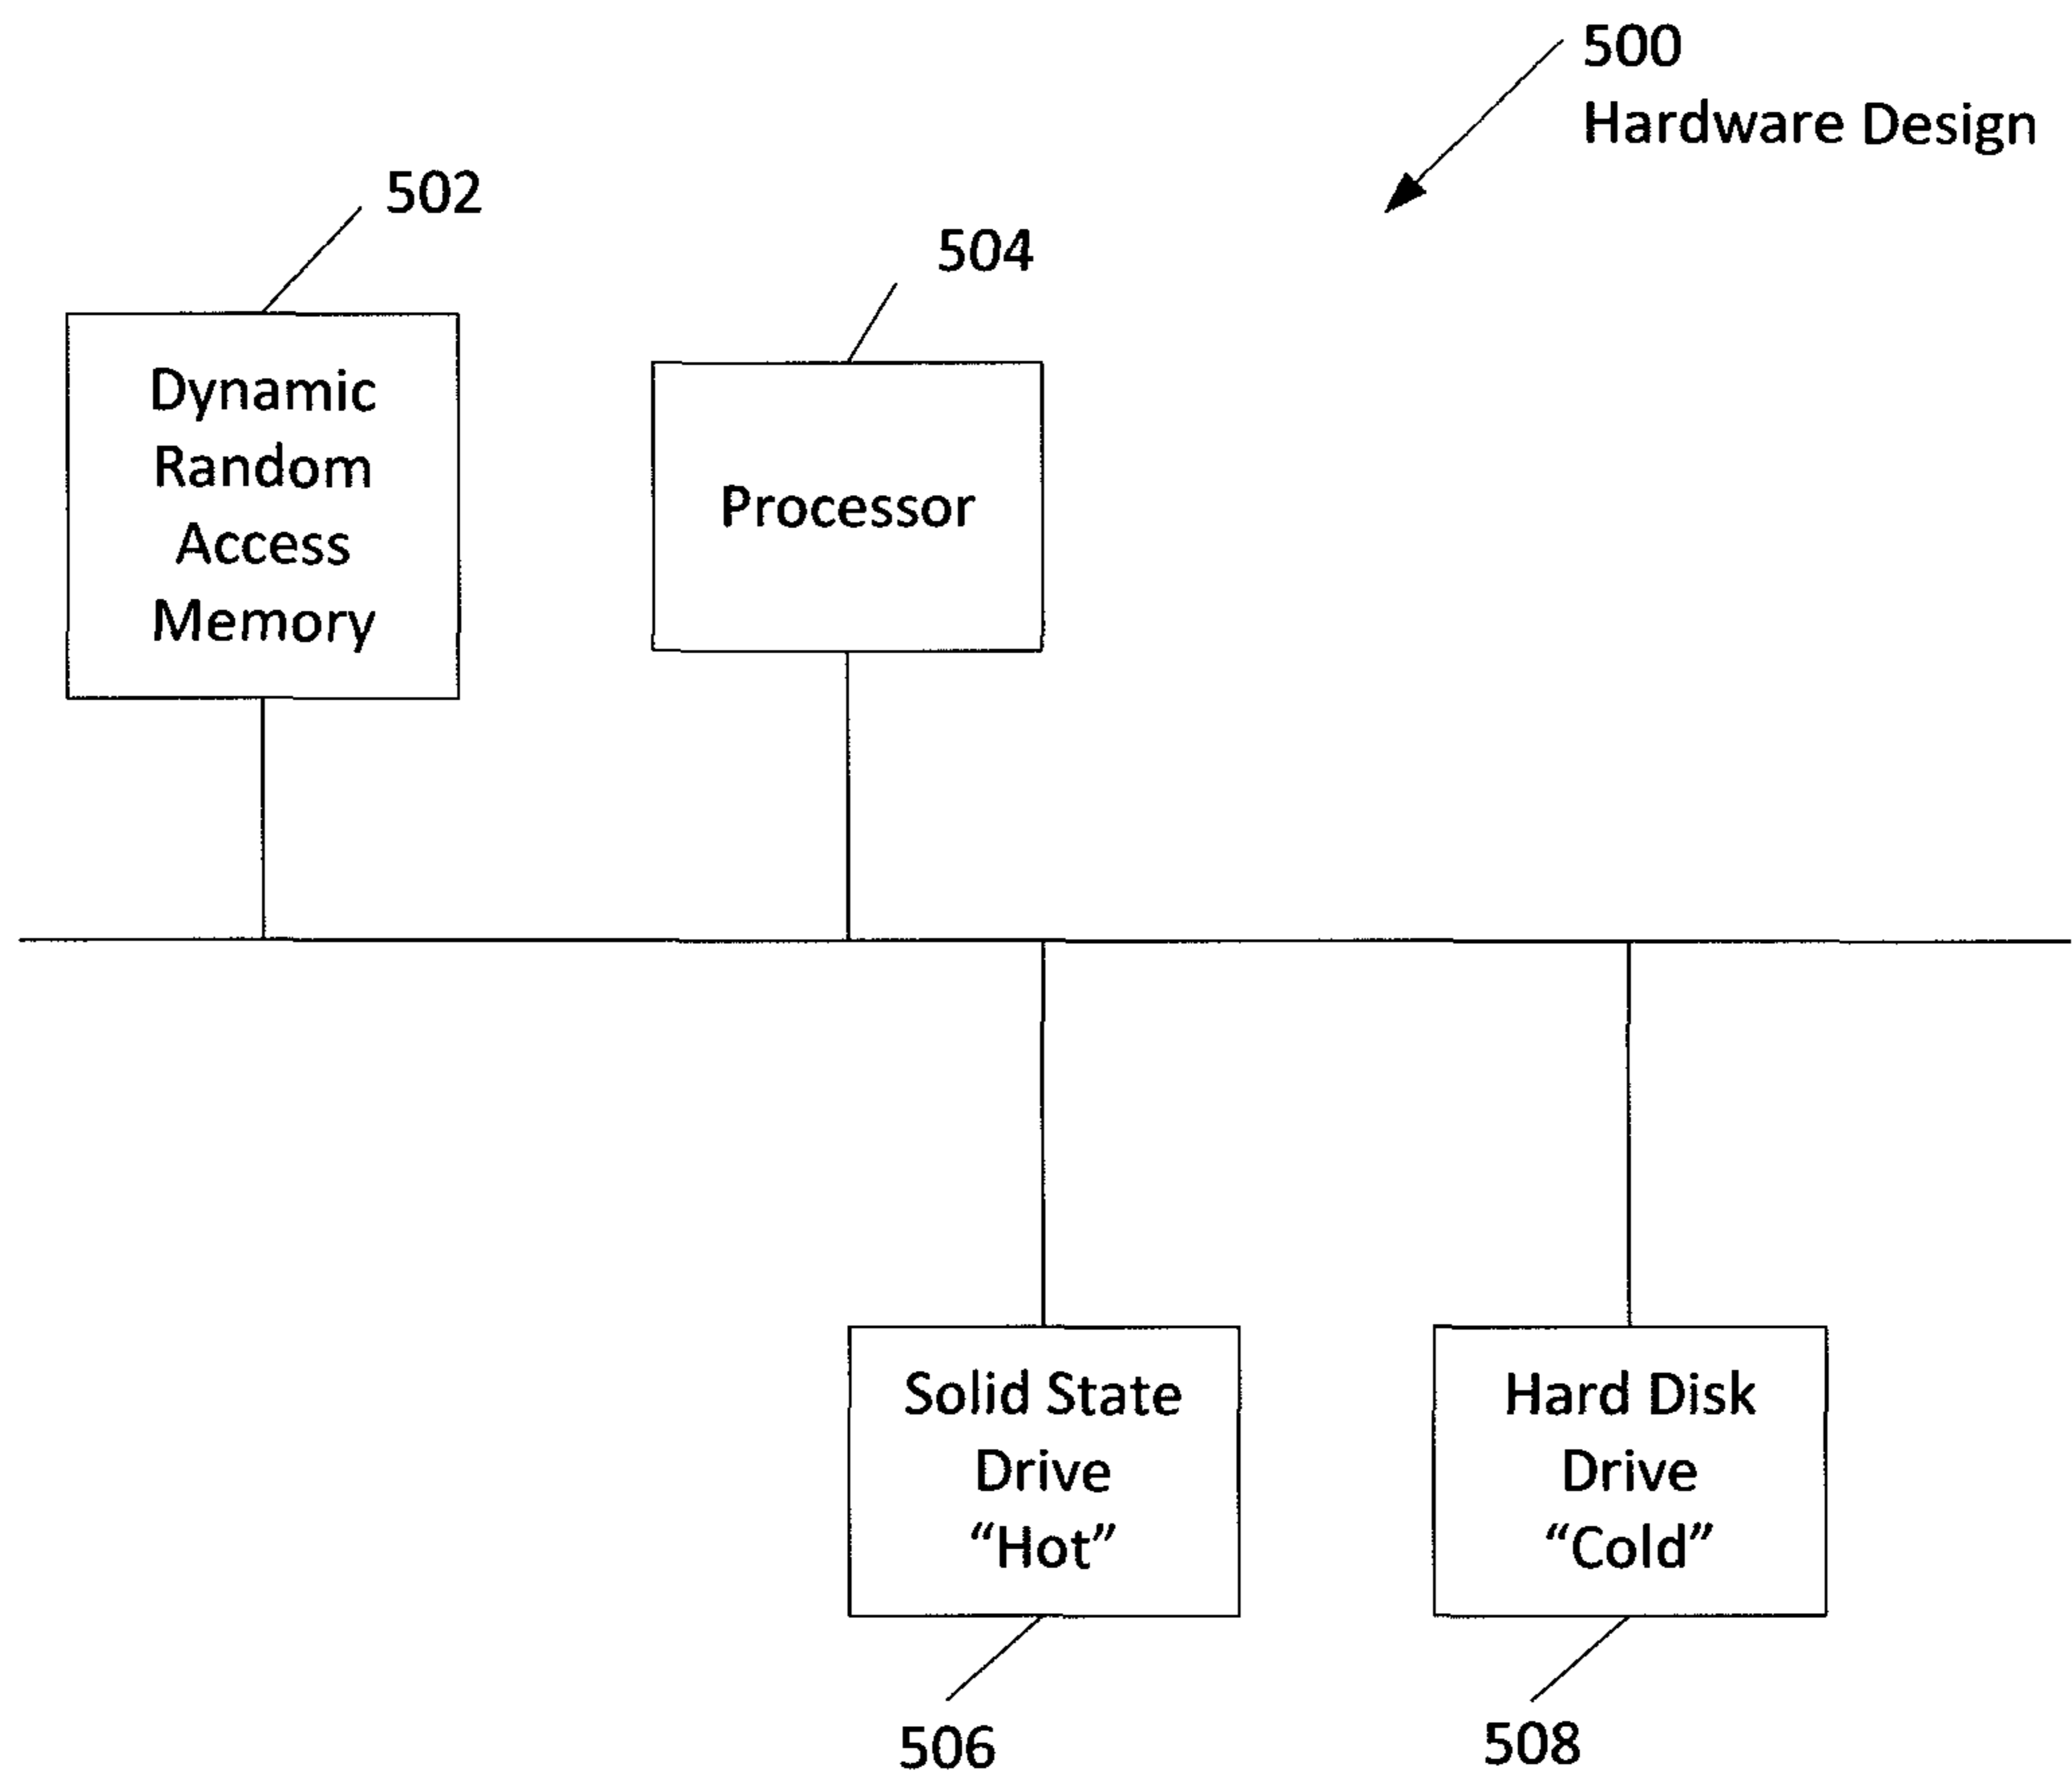 500
Hardware Design
502
504
Dynamic
Random
Access
Memory
Processor
Solid State
Drive
“Hot”
Hard Disk
Drive
“Cold”
506
508